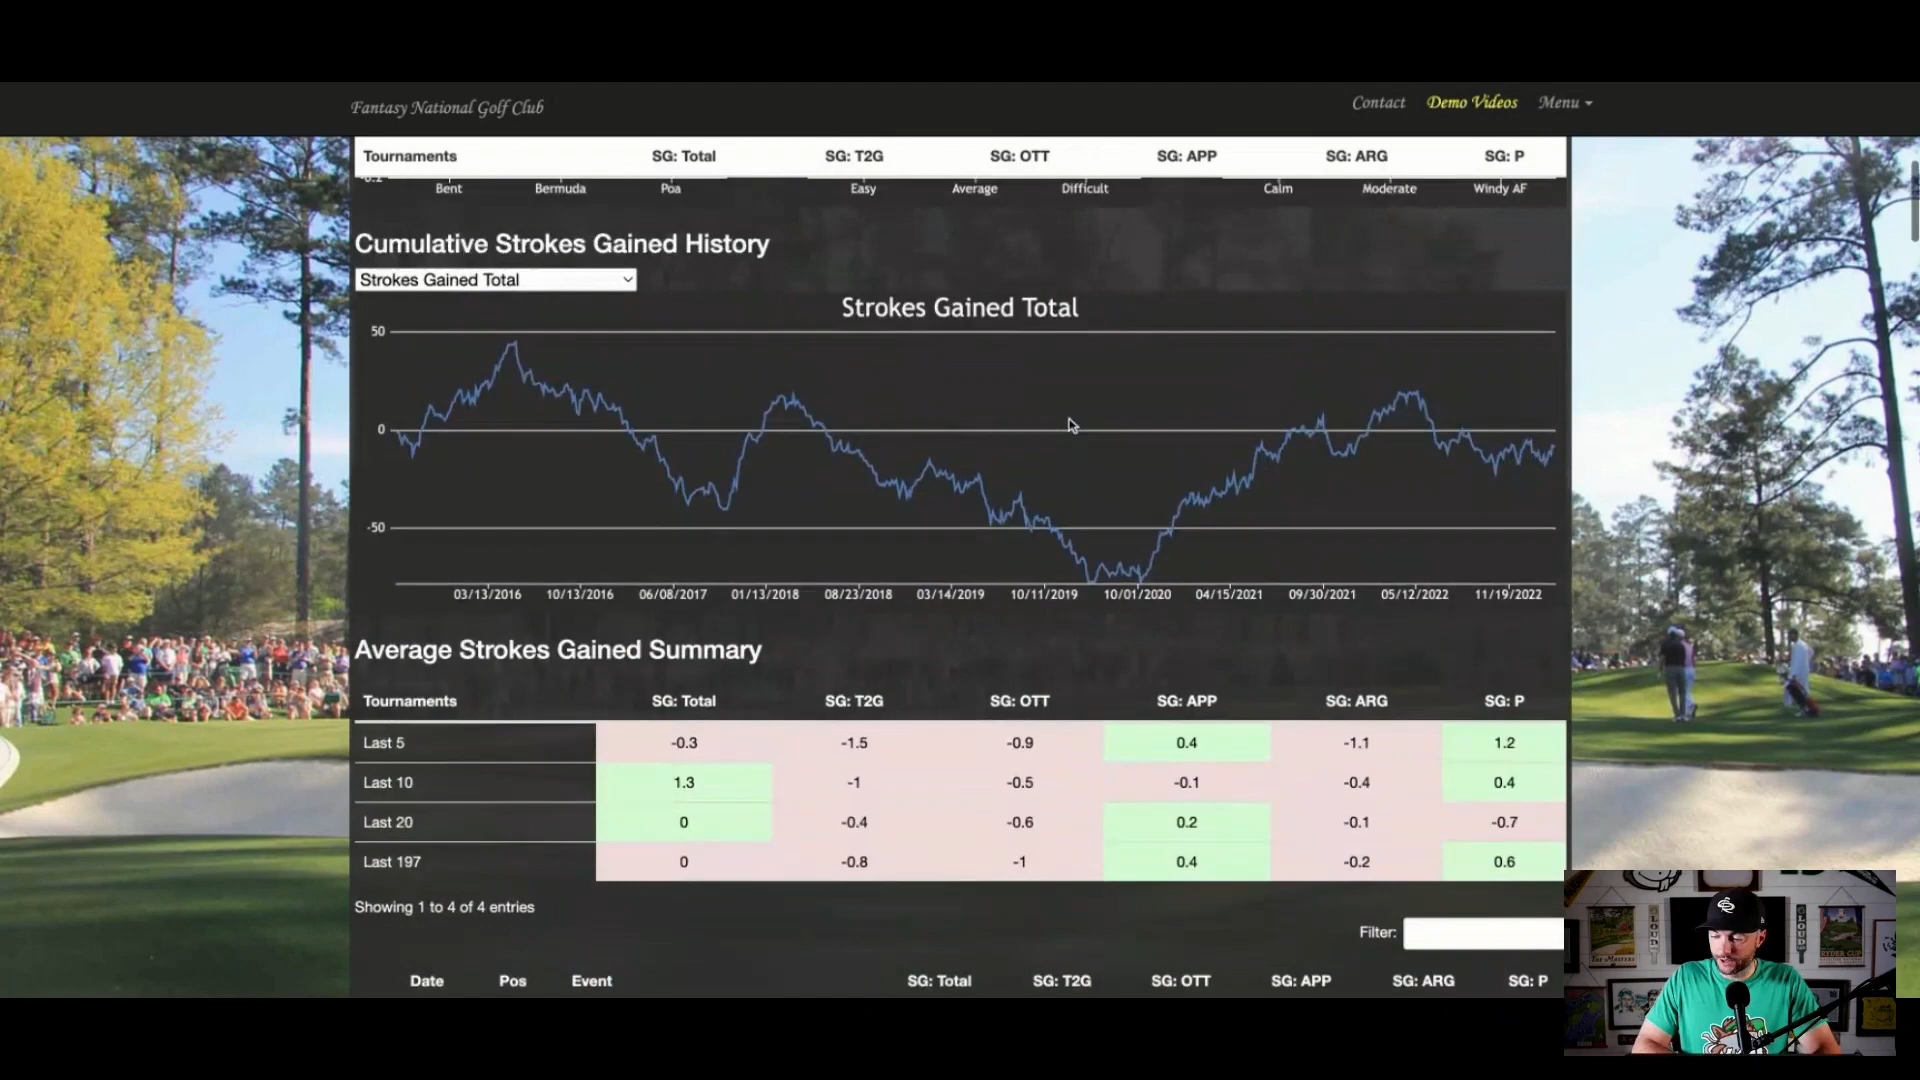 Fantasy National Golf Club
Contact Demo Videos Menu
Tournaments SG: Total SG: T2G SG: OTT SG: APP SG: ARG SG: P
Bent Bermuda Poa Easy Average Difficult Calm Moderate Windy AF
Cumulative Strokes Gained History
Strokes Gained Total
Strokes Gained Total
50
0
-50
03/13/2016 10/13/2016 06/08/2017 01/13/2018 08/23/2018 03/14/2019 10/11/2019 10/01/2020 04/15/2021 09/30/2021 05/12/2022 11/19/2022
Average Strokes Gained Summary
Tournaments SG: Total SG: T2G SG: OTT SG: APP SG: ARG SG: P
Last 5 -0.3 -1.5 -0.9 0.4 -1.1 1.2
Last 10 1.3 -1 -0.5 -0.1 -0.4 0.4
Last 20 0 -0.4 -0.6 0.2 -0.1 -0.7
Last 197 0 -0.8 -1 0.4 -0.2 0.6
Showing 1 to 4 of 4 entries
Filter:
Date Pos Event SG: Total SG: T2G SG: OTT SG: APP SG: ARG SG: P
The Masters
RYDER CUP